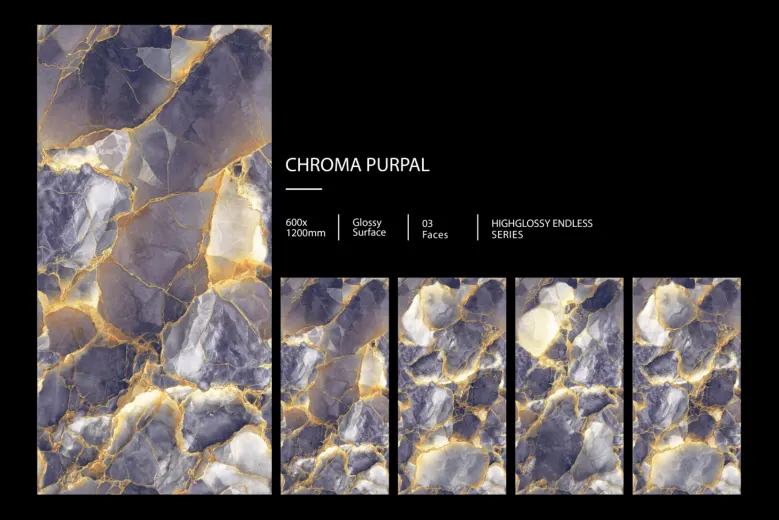 CHROMA PURPAL
600x
1200mm
Glossy
Surface
03
Faces
HIGHGLOSSY ENDLESS
SERIES